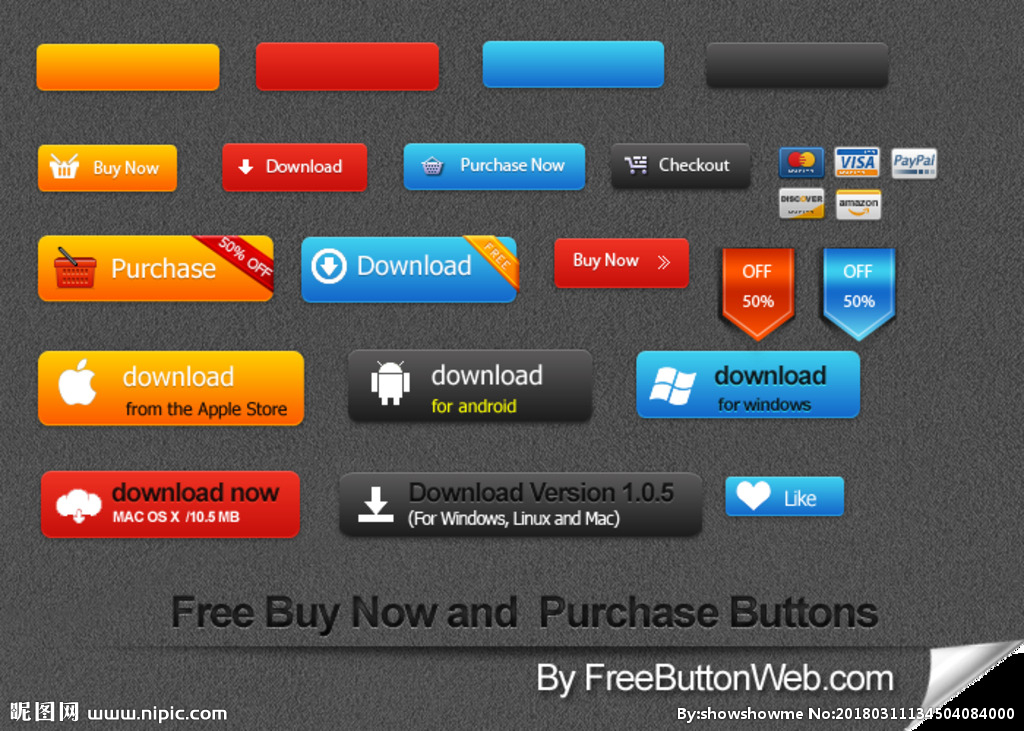 Buy Now
Download
Purchase Now
Checkout
VISA
PayPal
DISCOVER
amazon
Purchase
50% OFF
Download
FREE
Buy Now
OFF
50%
OFF
50%
download
from the Apple Store
download
for android
download
for windows
download now
MAC OS X /10.5 MB
Download Version 1.0.5
(For Windows, Linux and Mac)
Like
Free Buy Now and Purchase Buttons
By FreeButtonWeb.com
昵图网 www.nipic.com
By:showshowme No:20180311134504084000